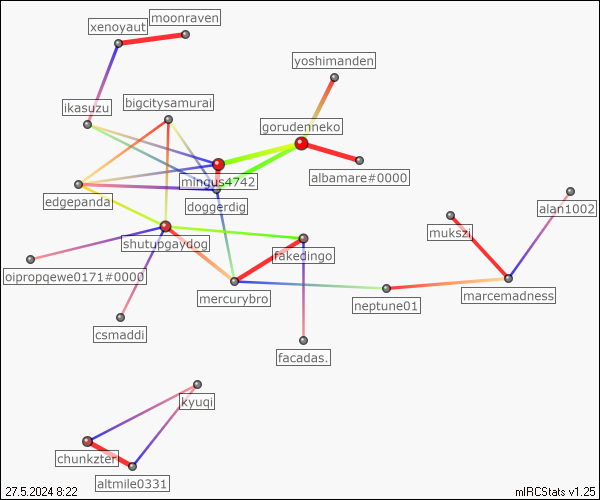 moonraven
xenoyaut
yoshimanden
bigcitysamurai
ikasuzu
gorudenneko
albamare#0000
mingus4742
edgepanda
doggerdig
alan1002
mukszi
shutupgaydog
fakedingo
oipropqewe0171#0000
mercurybro
neptune01
marcemadness
csmaddi
facadas.
kyuqi
chunkzter
altmile0331
27.5.2024 8:22
mIRCStats v1.25